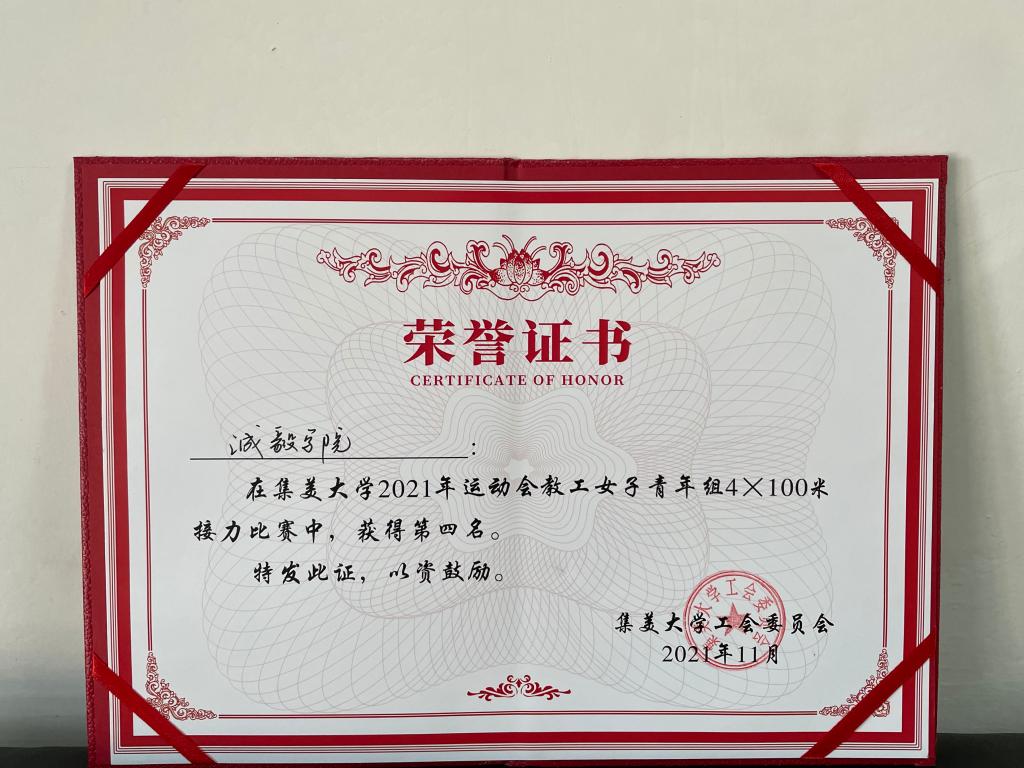 荣誉证书
CERTIFICATE OF HONOR
诚毅学院:
在集美大学2021年运动会教工女子青年组4×100米
接力比赛中，获得第四名。
特发此证，以资鼓励。
集美大学工会委员会
2021年11月